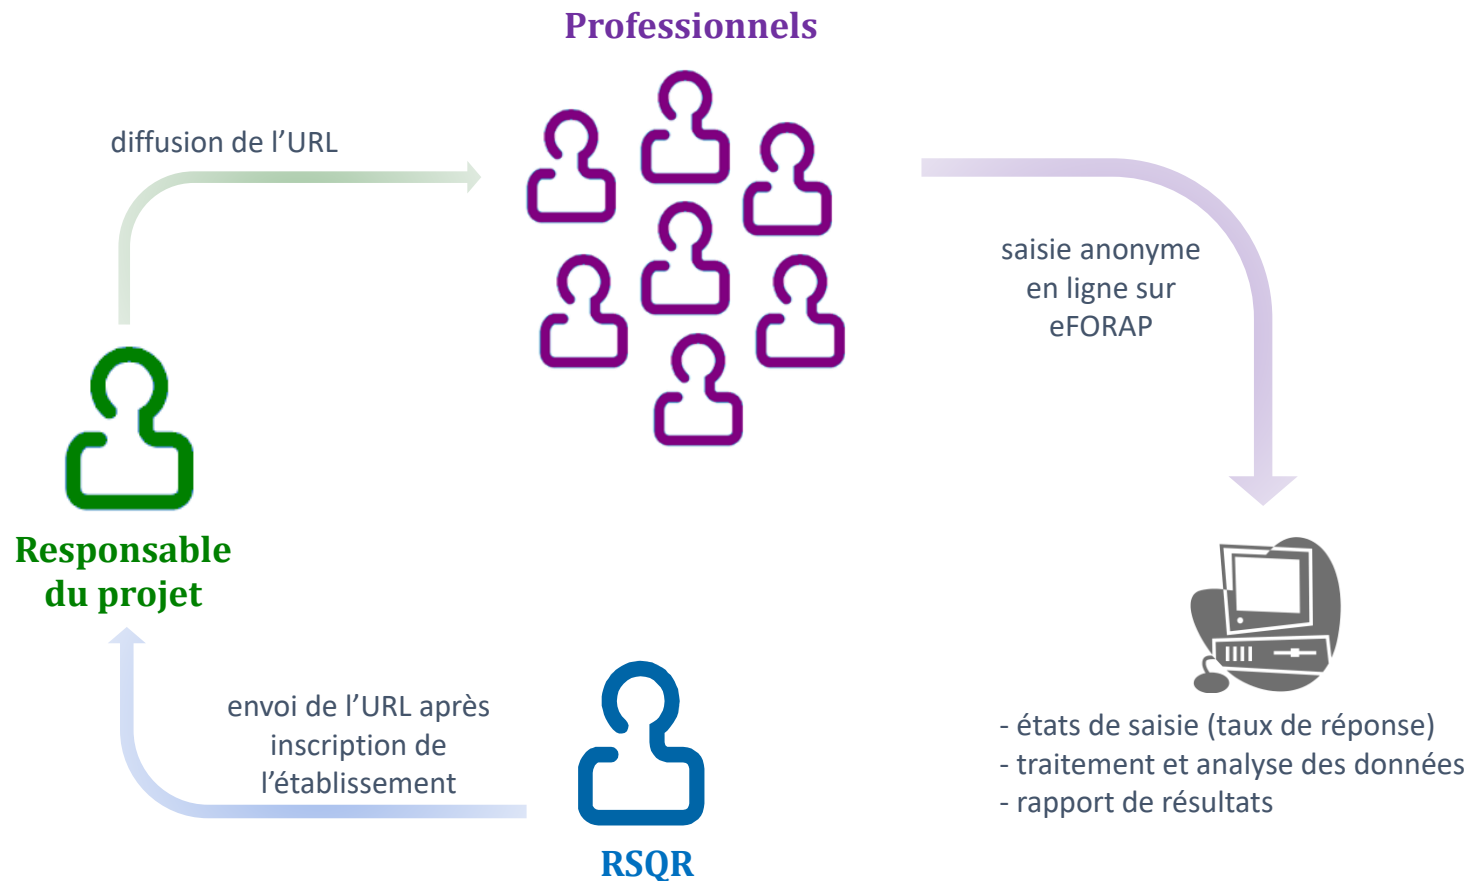 Professionnels
diffusion de l’URL
saisie anonyme
en ligne sur
eFORAP
Responsable
du projet
envoi de l’URL après
inscription de
l’établissement
RSQR
- états de saisie (taux de réponse)
- traitement et analyse des données
- rapport de résultats